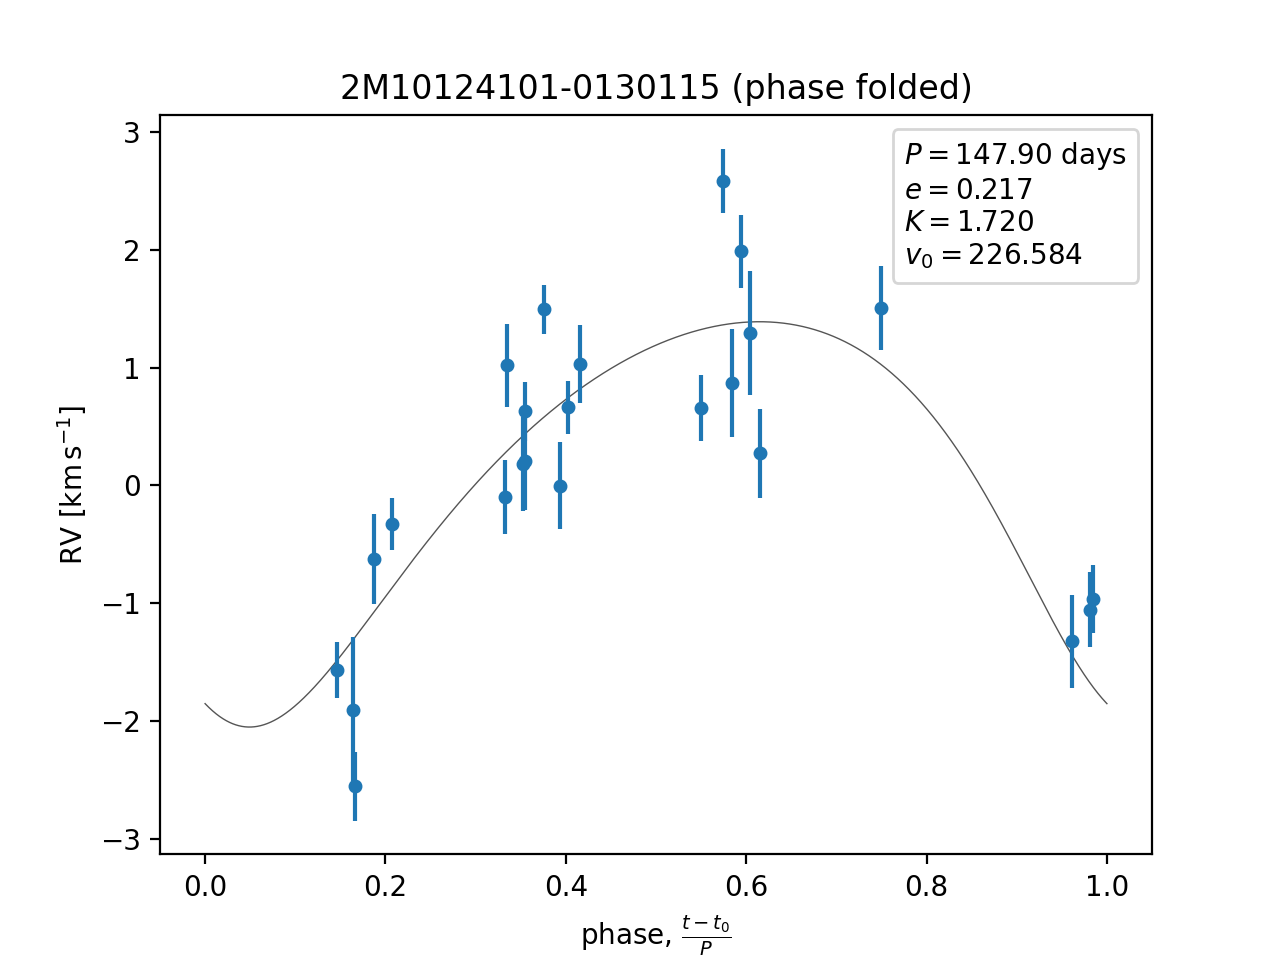 2M10124101-0130115 (phase folded)
P = 147.90 days
e = 0.217
K = 1.720
v₀ = 226.584
3
2
1
0
−1
−2
−3
RV [km s⁻¹]
0.0 0.2 0.4 0.6 0.8 1.0
phase, (t − t₀)/P